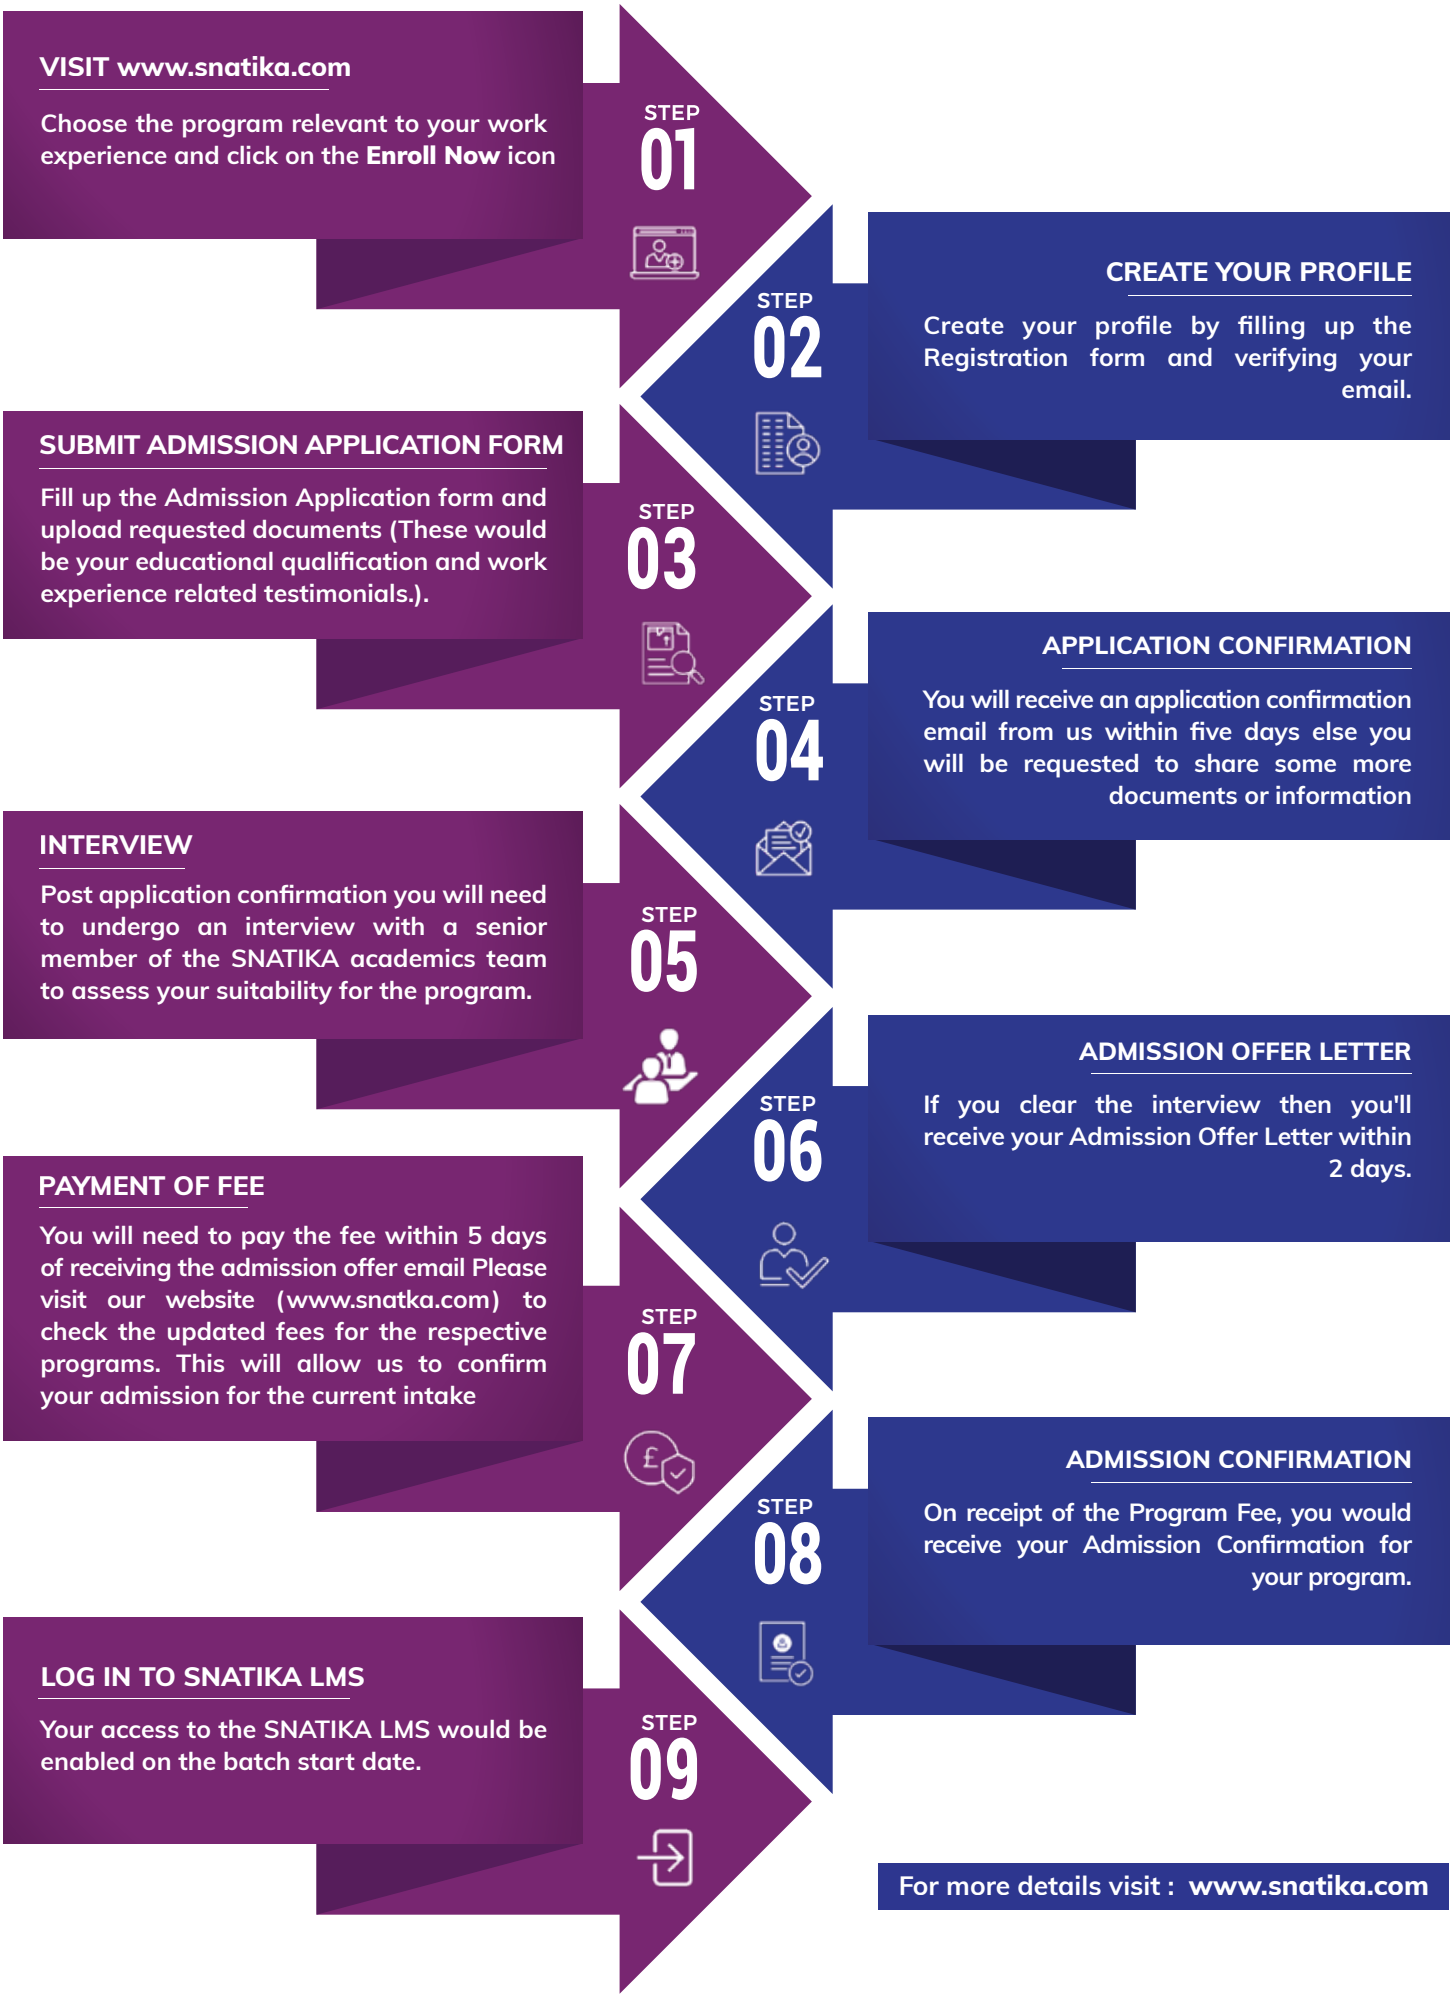 VISIT www.snatika.com
Choose the program relevant to your work
experience and click on the Enroll Now icon
STEP
01
CREATE YOUR PROFILE
Create your profile by filling up the
Registration form and verifying your
email.
STEP
02
SUBMIT ADMISSION APPLICATION FORM
Fill up the Admission Application form and
upload requested documents (These would
be your educational qualification and work
experience related testimonials.).
STEP
03
APPLICATION CONFIRMATION
You will receive an application confirmation
email from us within five days else you
will be requested to share some more
documents or information
STEP
04
INTERVIEW
Post application confirmation you will need
to undergo an interview with a senior
member of the SNATIKA academics team
to assess your suitability for the program.
STEP
05
ADMISSION OFFER LETTER
If you clear the interview then you'll
receive your Admission Offer Letter within
2 days.
STEP
06
PAYMENT OF FEE
You will need to pay the fee within 5 days
of receiving the admission offer email Please
visit our website (www.snatka.com) to
check the updated fees for the respective
programs. This will allow us to confirm
your admission for the current intake
STEP
07
£
ADMISSION CONFIRMATION
On receipt of the Program Fee, you would
receive your Admission Confirmation for
your program.
STEP
08
LOG IN TO SNATIKA LMS
Your access to the SNATIKA LMS would be
enabled on the batch start date.
STEP
09
For more details visit : www.snatika.com